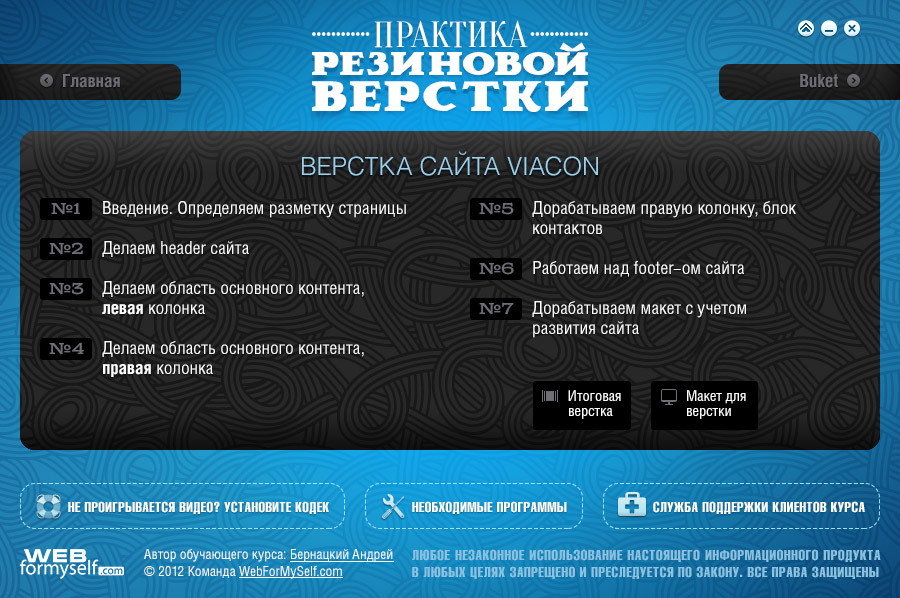 ПРАКТИКА
РЕЗИНОВОЙ
ВЕРСТКИ
Главная
Buket
ВЕРСТКА САЙТА VIACON
№1 Введение. Определяем разметку страницы
№2 Делаем header сайта
№3 Делаем область основного контента,
левая колонка
№4 Делаем область основного контента,
правая колонка
№5 Дорабатываем правую колонку, блок
контактов
№6 Работаем над footer-ом сайта
№7 Дорабатываем макет с учетом
развития сайта
Итоговая
верстка
Макет для
верстки
НЕ ПРОИГРЫВАЕТСЯ ВИДЕО? УСТАНОВИТЕ КОДЕК
НЕОБХОДИМЫЕ ПРОГРАММЫ
СЛУЖБА ПОДДЕРЖКИ КЛИЕНТОВ КУРСА
WEB
formyself.com
Автор обучающего курса: Бернацкий Андрей
© 2012 Команда WebForMySelf.com
ЛЮБОЕ НЕЗАКОННОЕ ИСПОЛЬЗОВАНИЕ НАСТОЯЩЕГО ИНФОРМАЦИОННОГО ПРОДУКТА
В ЛЮБЫХ ЦЕЛЯХ ЗАПРЕЩЕНО И ПРЕСЛЕДУЕТСЯ ПО ЗАКОНУ. ВСЕ ПРАВА ЗАЩИЩЕНЫ